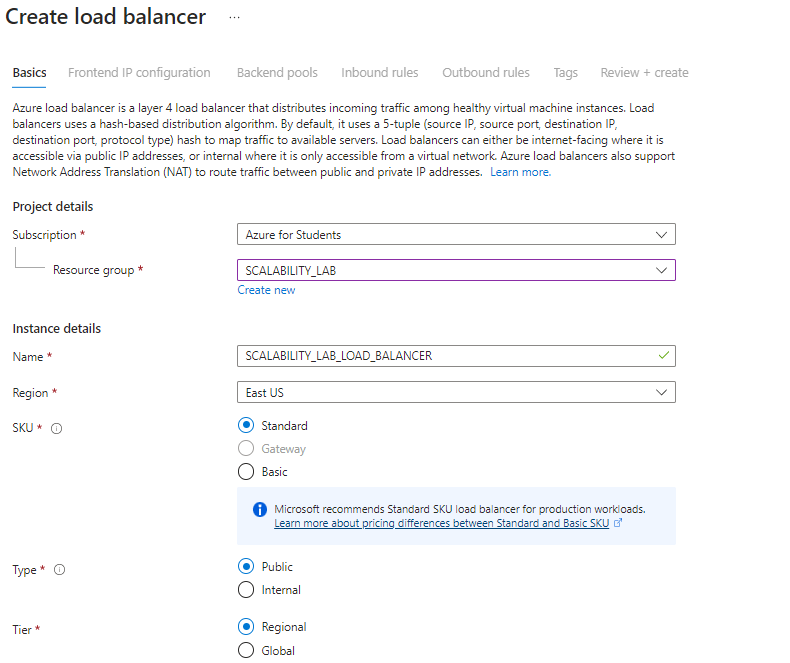 Create load balancer ...
Basics Frontend IP configuration Backend pools Inbound rules Outbound rules Tags Review + create
Azure load balancer is a layer 4 load balancer that distributes incoming traffic among healthy virtual machine instances. Load
balancers uses a hash-based distribution algorithm. By default, it uses a 5-tuple (source IP, source port, destination IP,
destination port, protocol type) hash to map traffic to available servers. Load balancers can either be internet-facing where it is
accessible via public IP addresses, or internal where it is only accessible from a virtual network. Azure load balancers also support
Network Address Translation (NAT) to route traffic between public and private IP addresses. Learn more.
Project details
Subscription * Azure for Students
Resource group * SCALABILITY_LAB
Create new
Instance details
Name * SCALABILITY_LAB_LOAD_BALANCER
Region * East US
SKU * Standard
Gateway
Basic
Microsoft recommends Standard SKU load balancer for production workloads.
Learn more about pricing differences between Standard and Basic SKU
Type * Public
Internal
Tier * Regional
Global